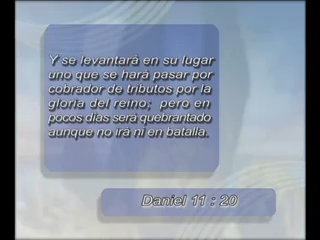 Y se levantará en su lugar
uno que se hará pasar por
cobrador de tributos por la
gloria del reino; pero en
pocos días será quebrantado
aunque no irá ni en batalla.
Daniel 11 : 20